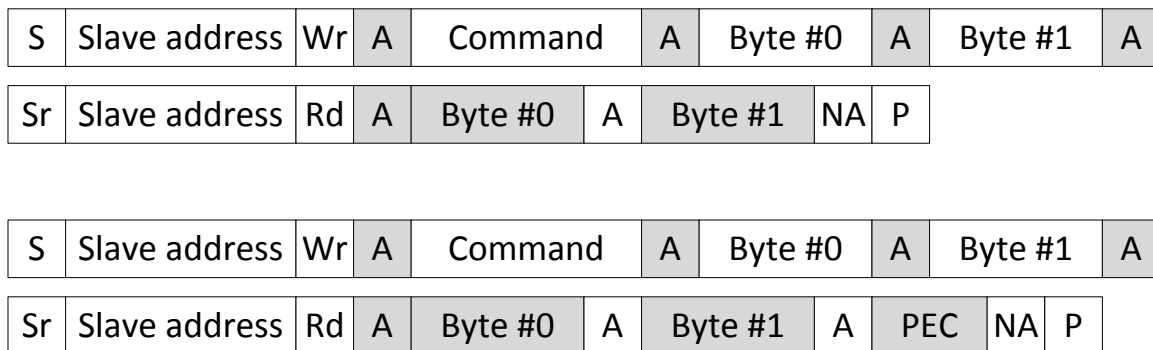 S Slave address Wr A Command A Byte #0 A Byte #1 A
Sr Slave address Rd A Byte #0 A Byte #1 NA P
S Slave address Wr A Command A Byte #0 A Byte #1 A
Sr Slave address Rd A Byte #0 A Byte #1 A PEC NA P